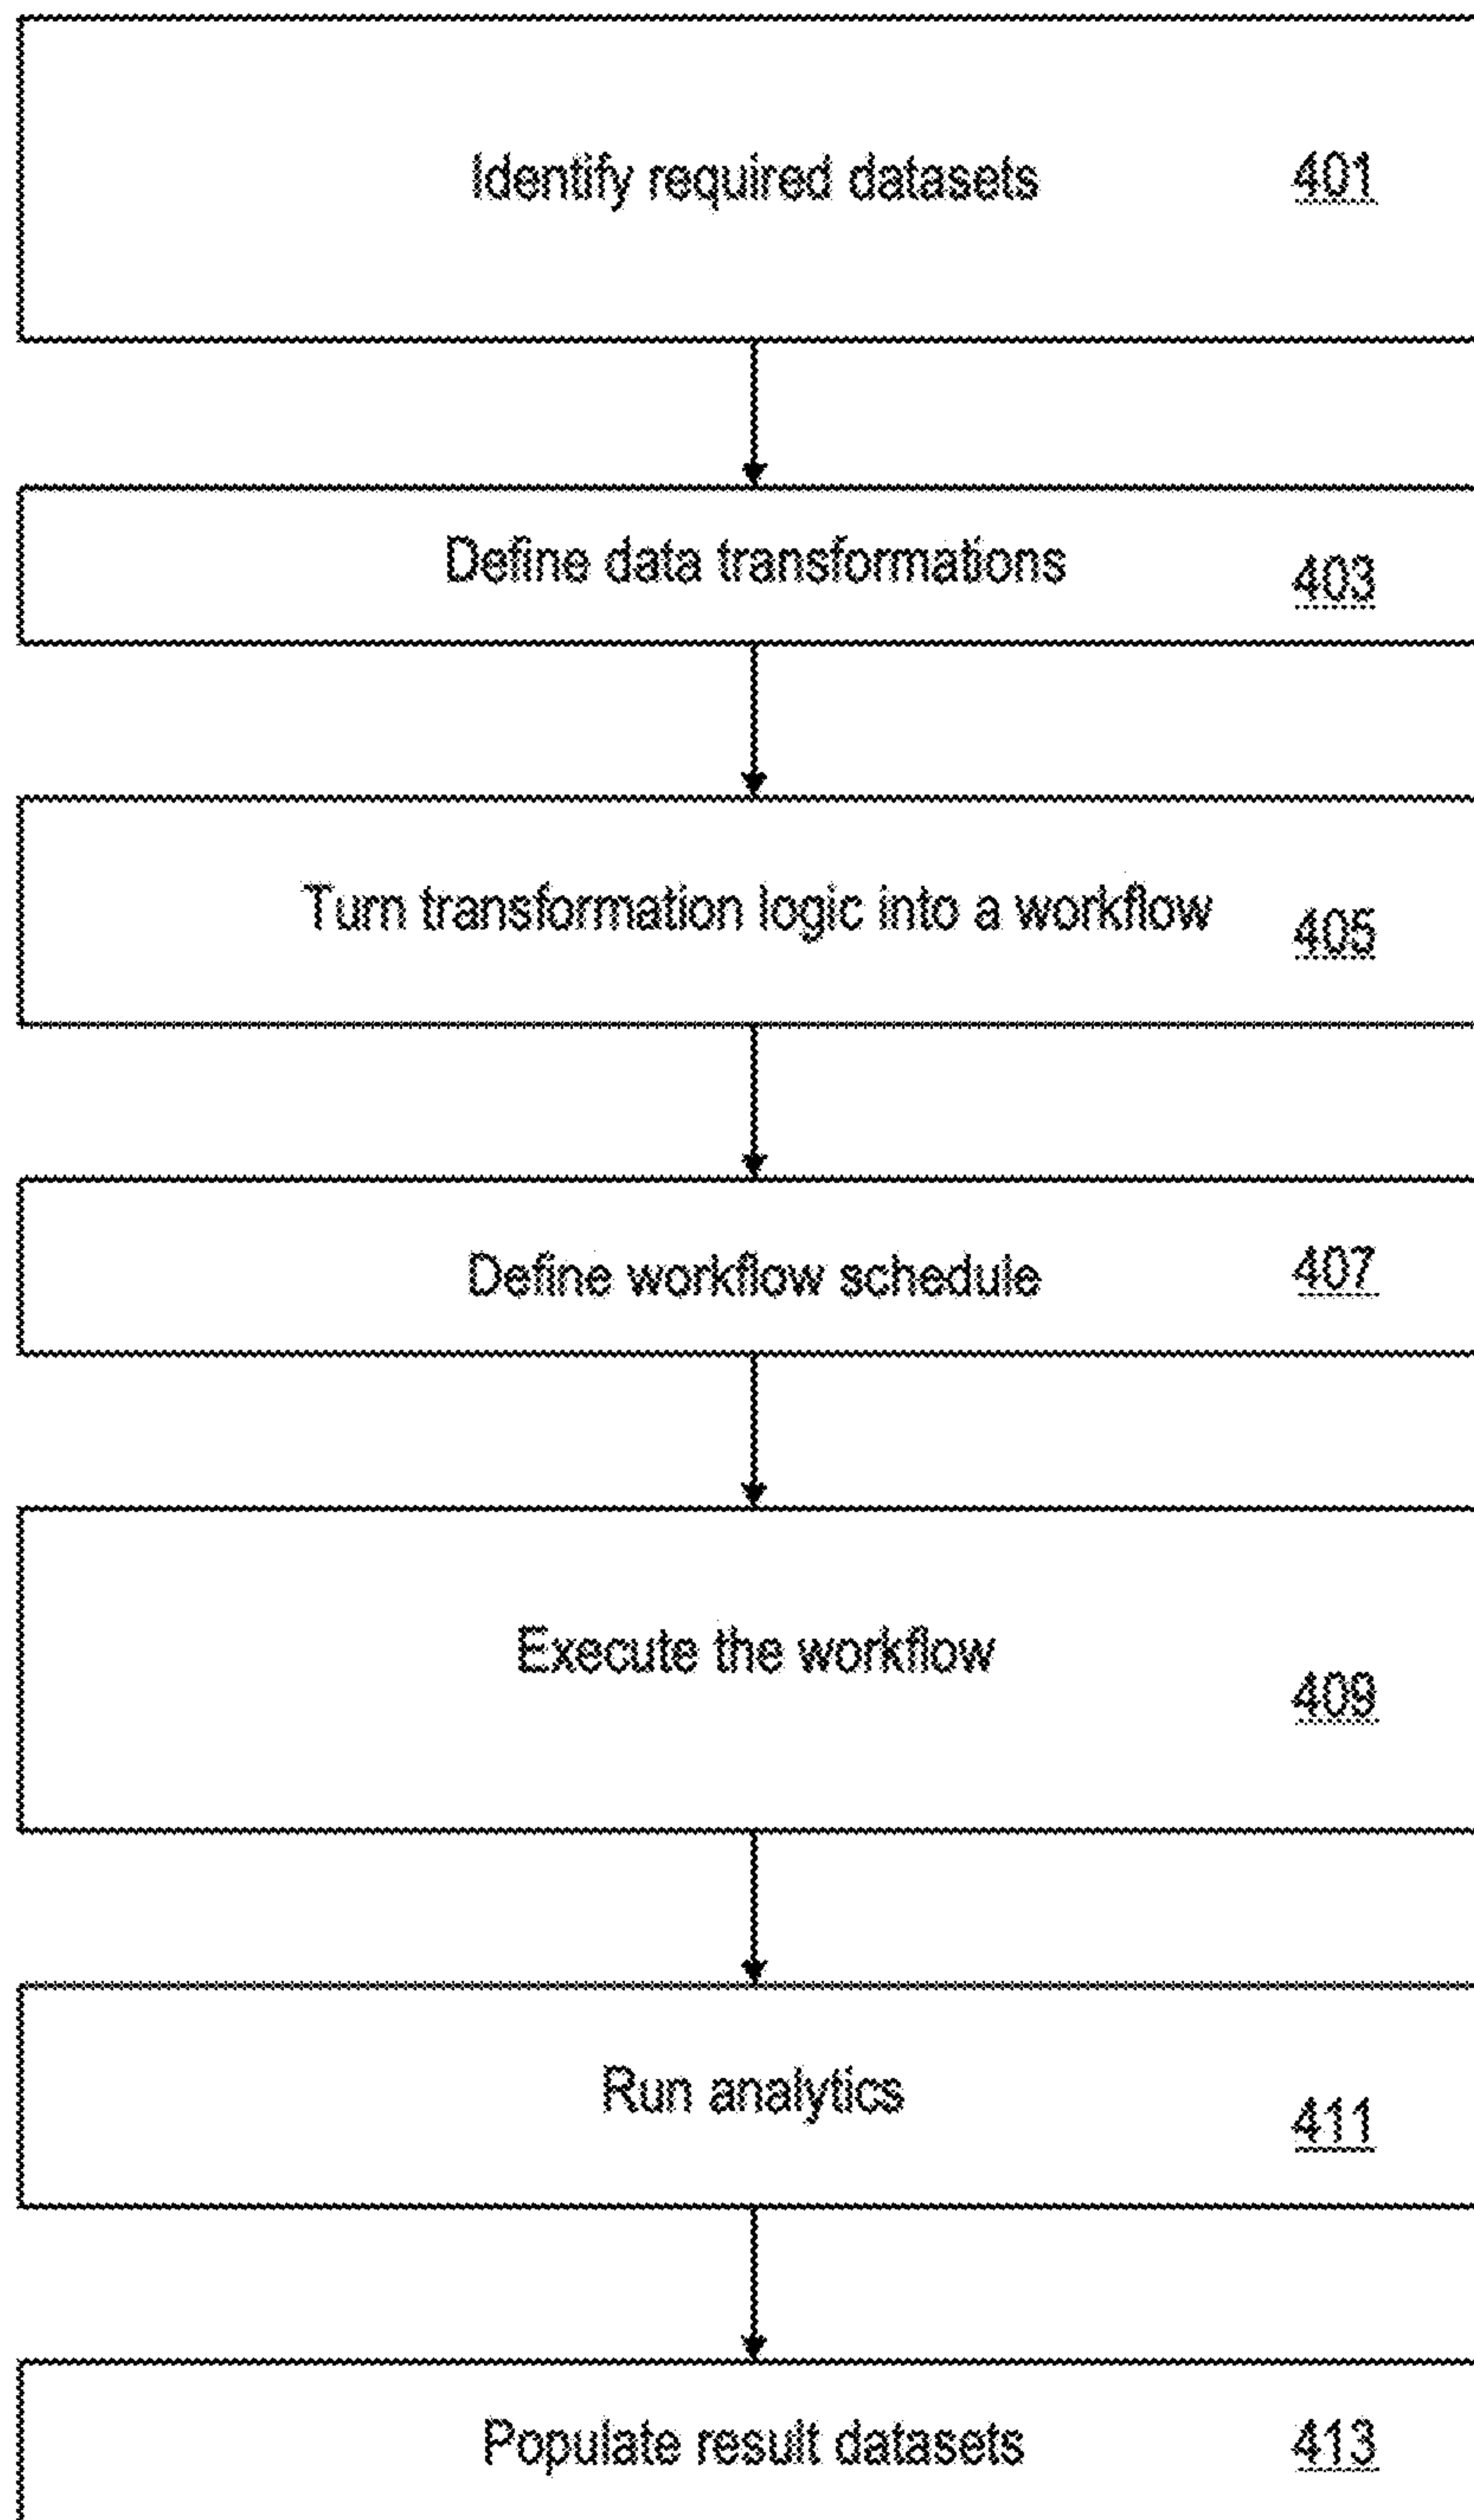 Identify required datasets 401
Define data transformations 403
Turn transformation logic into a workflow 405
Define workflow schedule 407
Execute the workflow 409
Run analytics 411
Populate result datasets 413